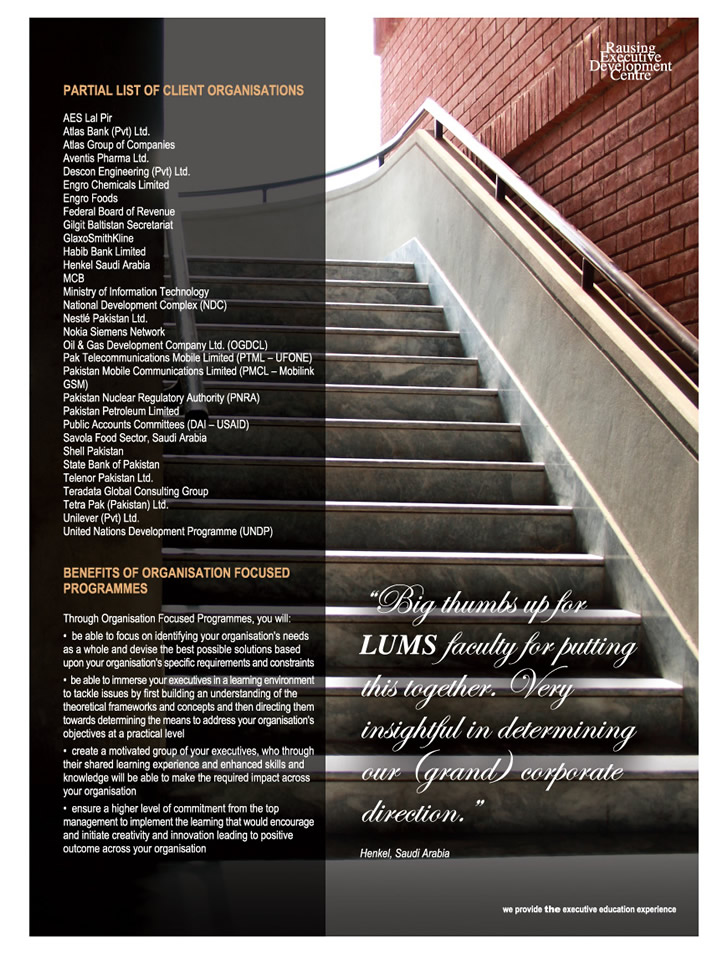 Rausing
Executive
Development
Centre
PARTIAL LIST OF CLIENT ORGANISATIONS
AES Lal Pir
Atlas Bank (Pvt) Ltd.
Atlas Group of Companies
Aventis Pharma Ltd.
Descon Engineering (Pvt) Ltd.
Engro Chemicals Limited
Engro Foods
Federal Board of Revenue
Gilgit Baltistan Secretariat
GlaxoSmithKline
Habib Bank Limited
Henkel Saudi Arabia
MCB
Ministry of Information Technology
National Development Complex (NDC)
Nestlé Pakistan Ltd.
Nokia Siemens Network
Oil & Gas Development Company Ltd. (OGDCL)
Pak Telecommunications Mobile Limited (PTML – UFONE)
Pakistan Mobile Communications Limited (PMCL – Mobilink
GSM)
Pakistan Nuclear Regulatory Authority (PNRA)
Pakistan Petroleum Limited
Public Accounts Committees (DAI – USAID)
Savola Food Sector, Saudi Arabia
Shell Pakistan
State Bank of Pakistan
Telenor Pakistan Ltd.
Teradata Global Consulting Group
Tetra Pak (Pakistan) Ltd.
Unilever (Pvt) Ltd.
United Nations Development Programme (UNDP)
BENEFITS OF ORGANISATION FOCUSED
PROGRAMMES
Through Organisation Focused Programmes, you will:
• be able to focus on identifying your organisation's needs
as a whole and devise the best possible solutions based
upon your organisation's specific requirements and constraints
• be able to immerse your executives in a learning environment
to tackle issues by first building an understanding of the
theoretical frameworks and concepts and then directing them
towards determining the means to address your organisation's
objectives at a practical level
• create a motivated group of your executives, who through
their shared learning experience and enhanced skills and
knowledge will be able to make the required impact across
your organisation
• ensure a higher level of commitment from the top
management to implement the learning that would encourage
and initiate creativity and innovation leading to positive
outcome across your organisation
“Big thumbs up for
LUMS faculty for putting
this together. Very
insightful in determining
our (grand) corporate
direction.”
Henkel, Saudi Arabia
we provide the executive education experience